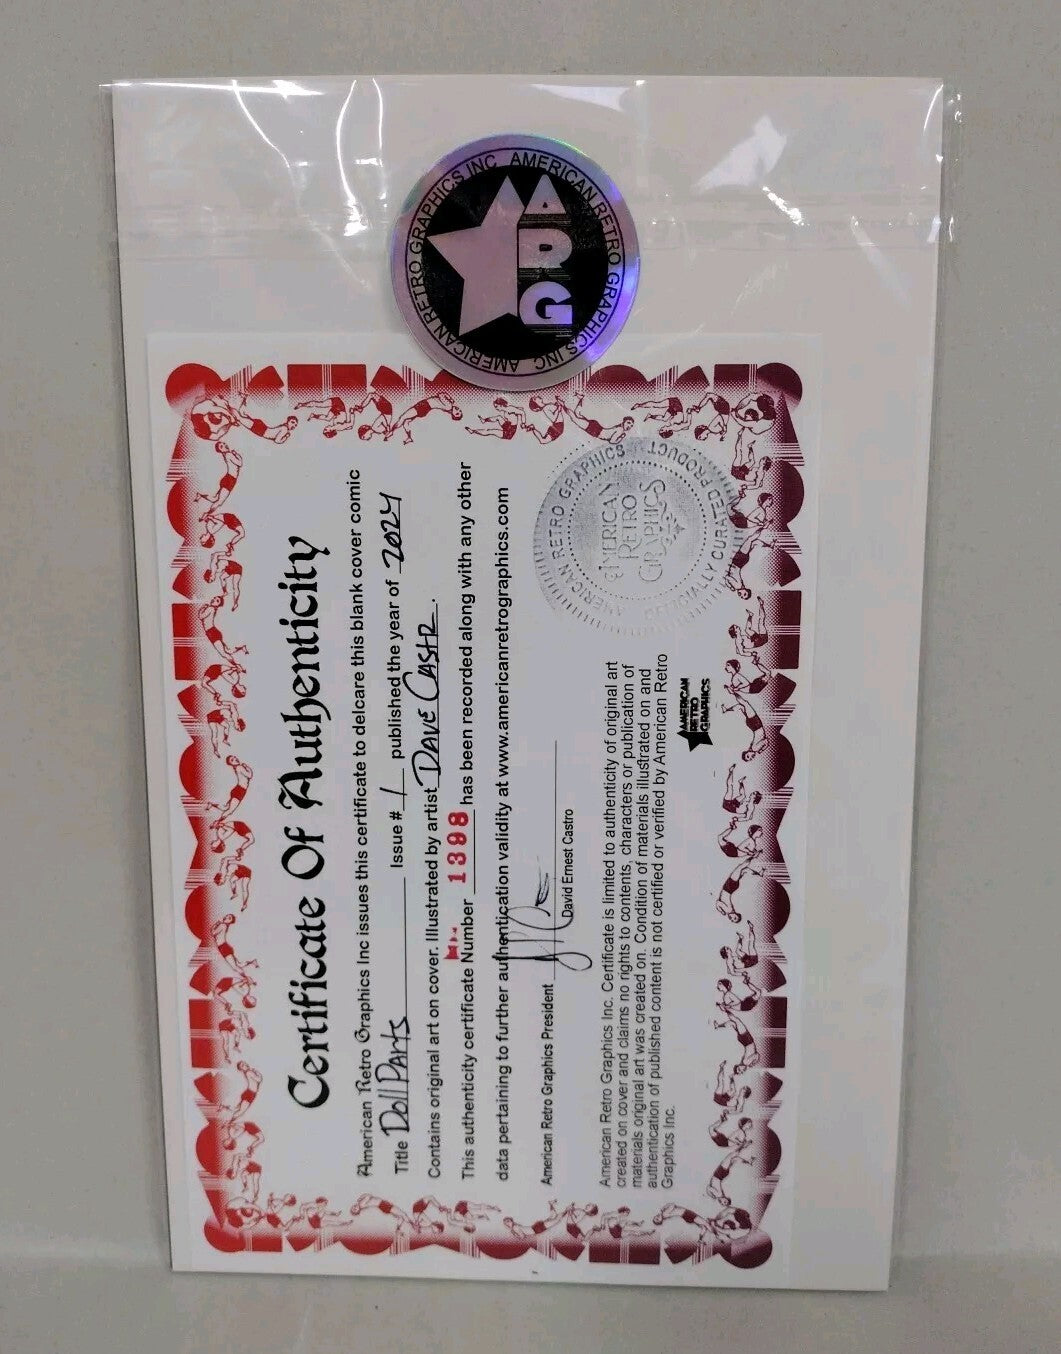 AMERICAN RETRO GRAPHICS INC AMERICAN RETRO GRAPHICS INC
ARG
Certificate Of Authenticity
American Retro Graphics Inc issues this certificate to delcare this blank cover comic
Title Doll Parts Issue # 1 published the year of 2024
Contains original art on cover. Illustrated by artist Dave Castr.
This authenticity certificate Number 1398 has been recorded along with any other
data pertaining to further authentication validity at www.americanretrographics.com
American Retro Graphics President
David Ernest Castro
American Retro Graphics Inc. Certificate is limited to authenticity of original art
created on cover and claims no rights to contents, characters or publication of
materials original art was created on. Condition of materials illustrated on and
authentication of published content is not certified or verified by American Retro
Graphics Inc.
AMERICAN
RETRO
GRAPHICS
AMERICAN RETRO GRAPHICS
OFFICIALLY CURATED PRODUCT
AMERICAN
RETRO
GRAPHICS